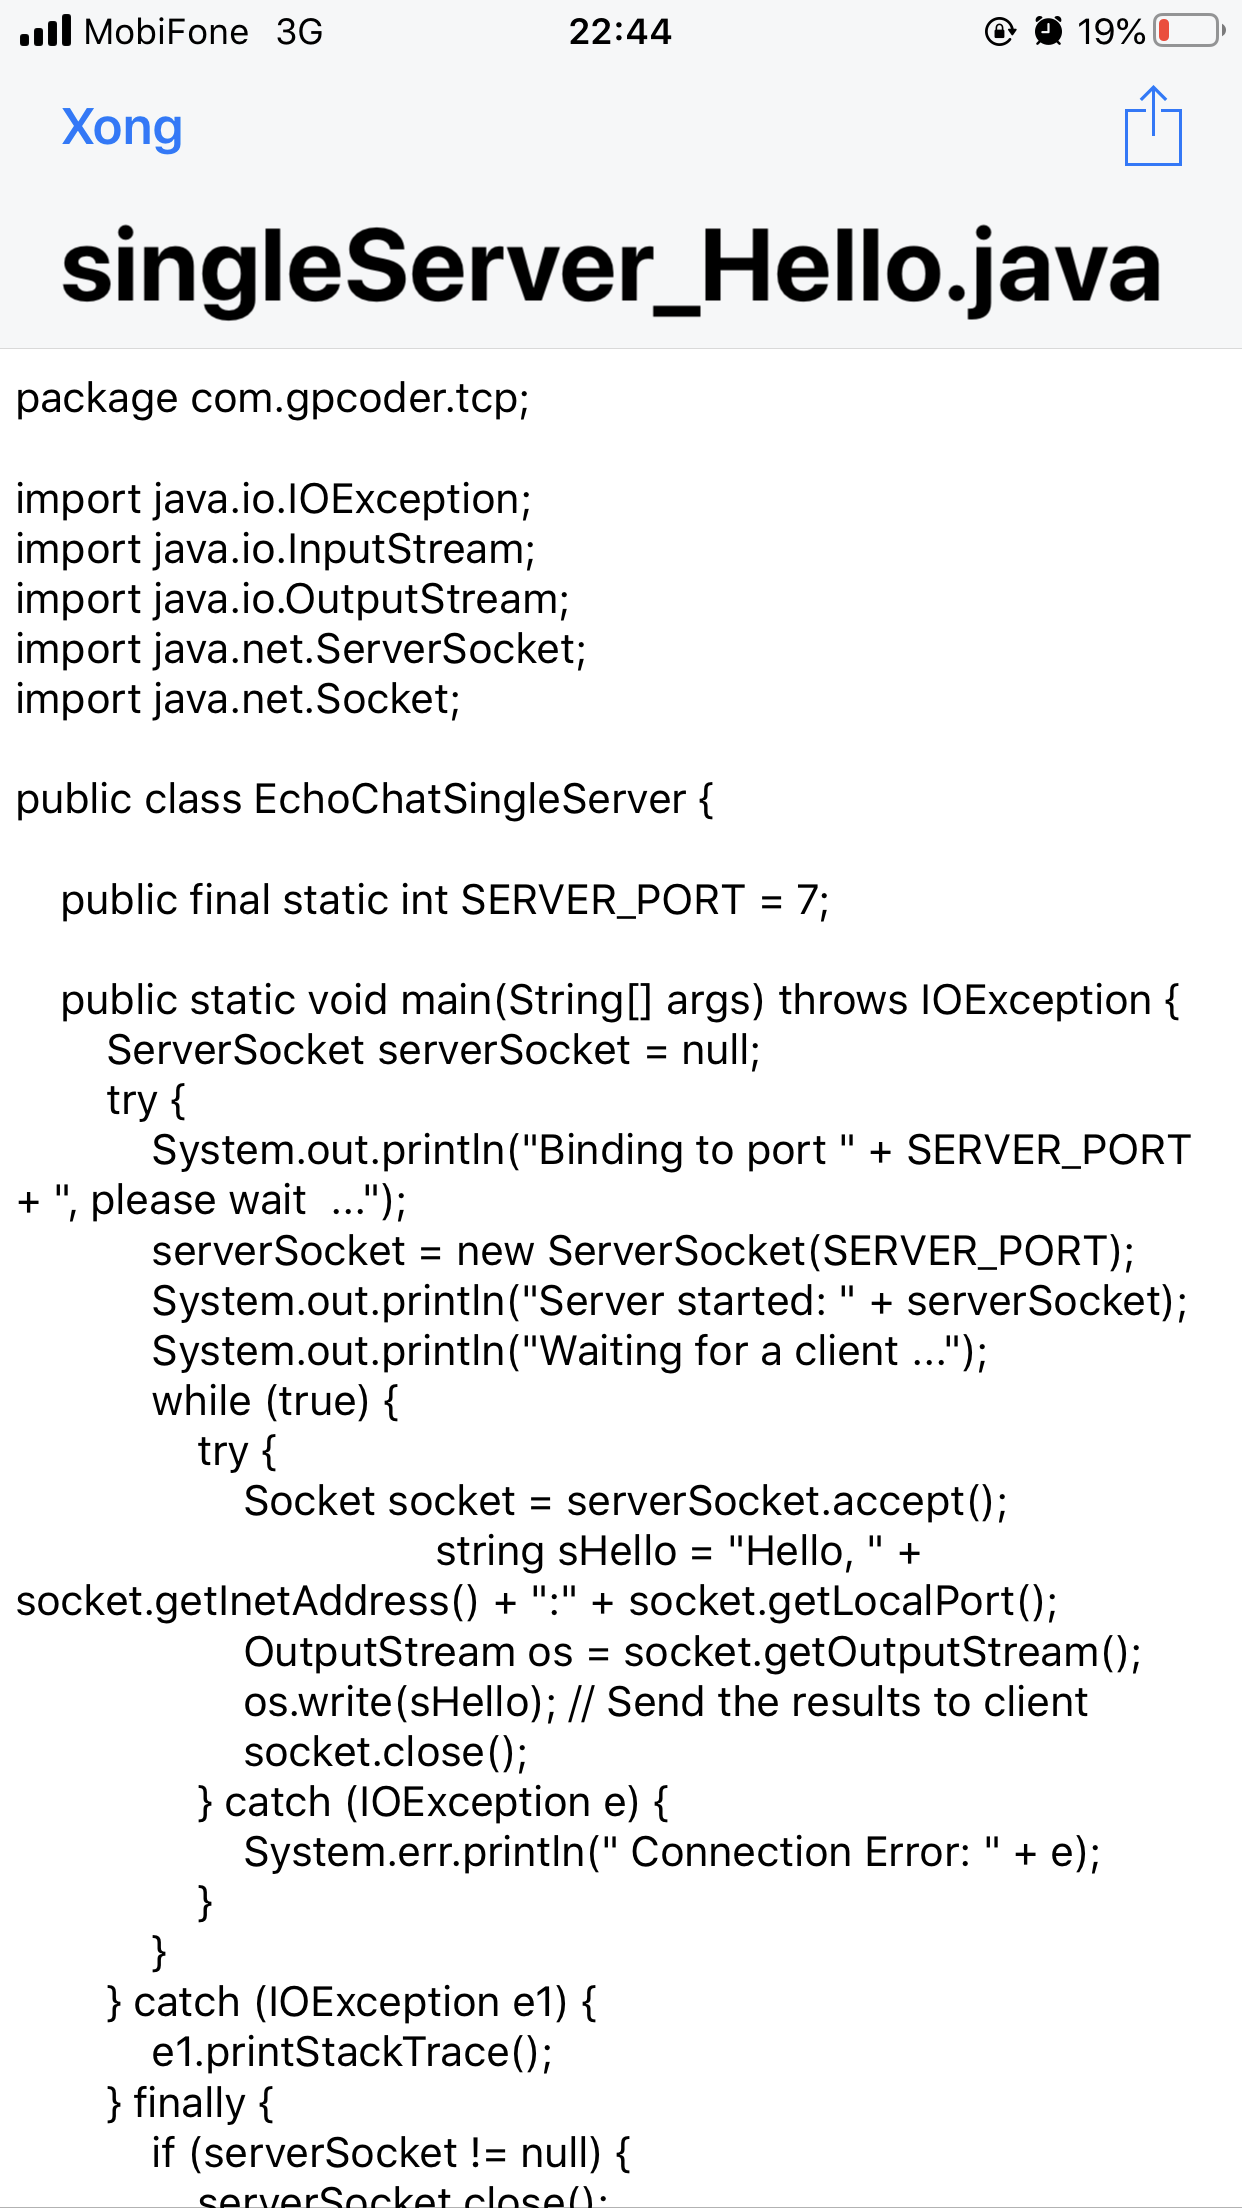 MobiFone 3G 22:44 19%
Xong
singleServer_Hello.java
package com.gpcoder.tcp;
import java.io.IOException;
import java.io.InputStream;
import java.io.OutputStream;
import java.net.ServerSocket;
import java.net.Socket;
public class EchoChatSingleServer {
public final static int SERVER_PORT = 7;
public static void main(String[] args) throws IOException {
ServerSocket serverSocket = null;
try {
System.out.println("Binding to port " + SERVER_PORT
+ ", please wait  ...");
serverSocket = new ServerSocket(SERVER_PORT);
System.out.println("Server started: " + serverSocket);
System.out.println("Waiting for a client ...");
while (true) {
try {
Socket socket = serverSocket.accept();
string sHello = "Hello, " +
socket.getInetAddress() + ":" + socket.getLocalPort();
OutputStream os = socket.getOutputStream();
os.write(sHello); // Send the results to client
socket.close();
} catch (IOException e) {
System.err.println(" Connection Error: " + e);
}
}
} catch (IOException e1) {
e1.printStackTrace();
} finally {
if (serverSocket != null) {
serverSocket.close();